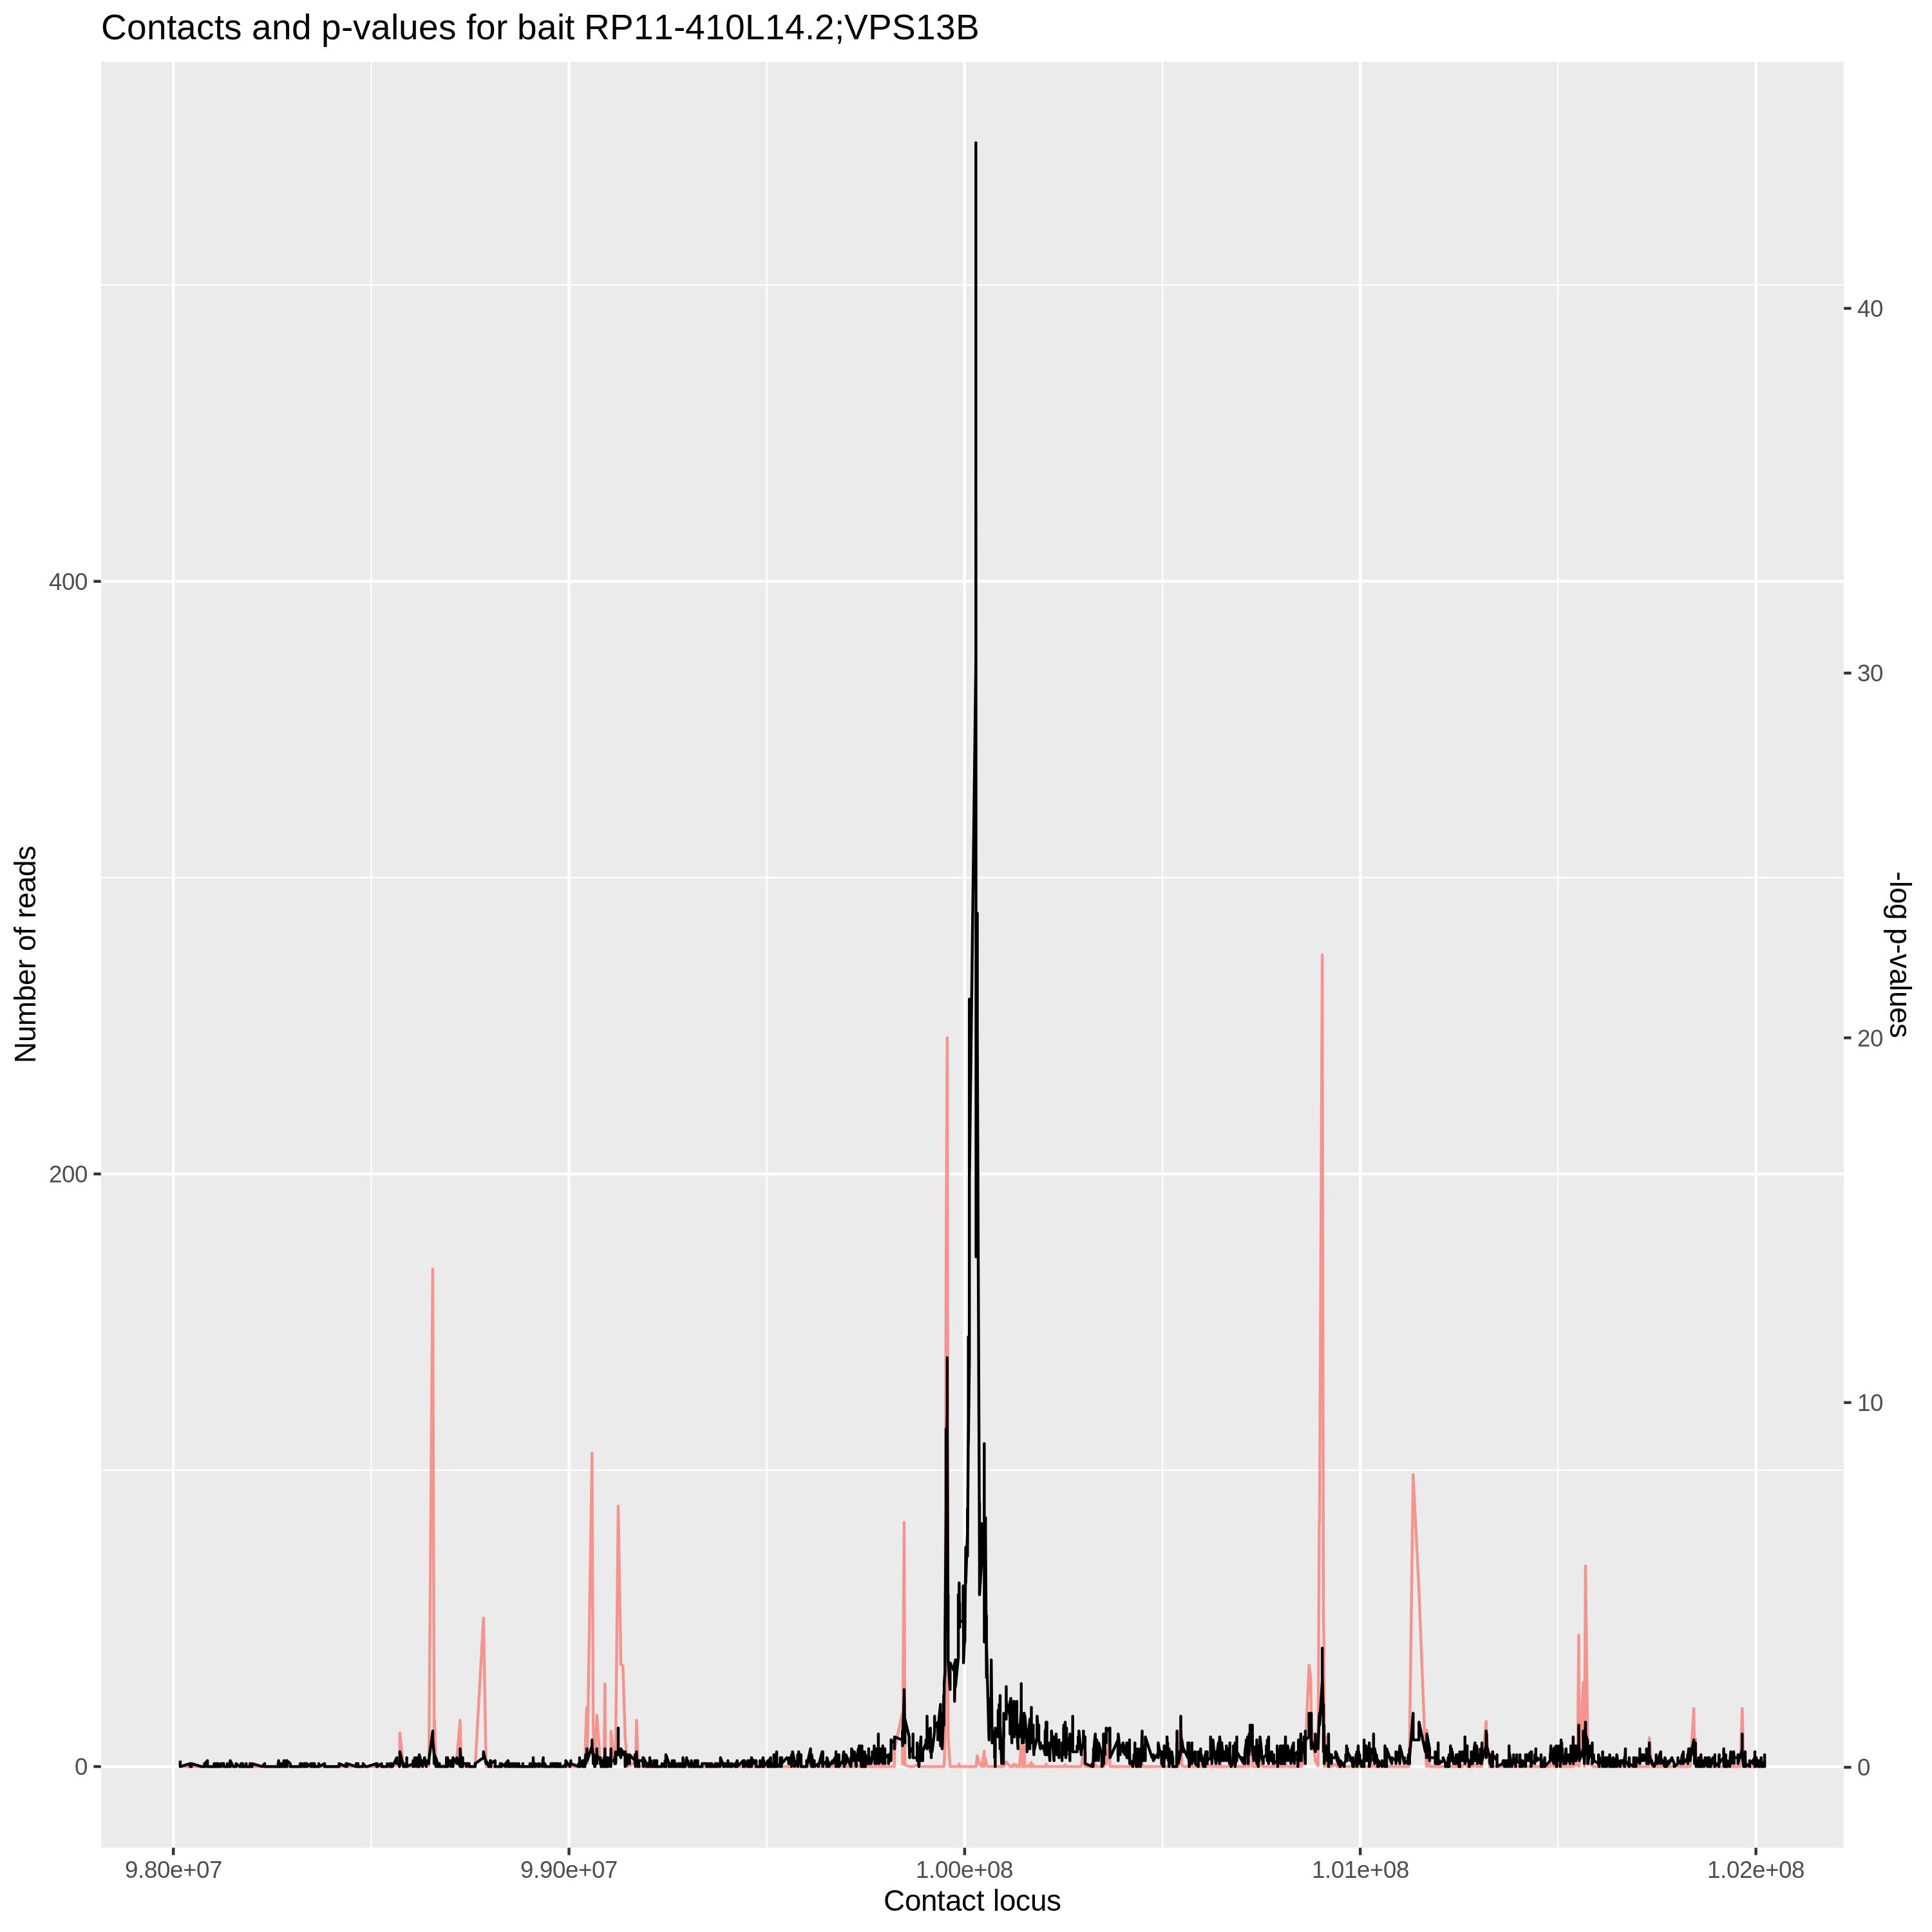 Contacts and p-values for bait RP11-410L14.2;VPS13B
400
200
0
Number of reads
40
30
20
10
0
-log p-values
9.80e+07
9.90e+07
1.00e+08
1.01e+08
1.02e+08
Contact locus